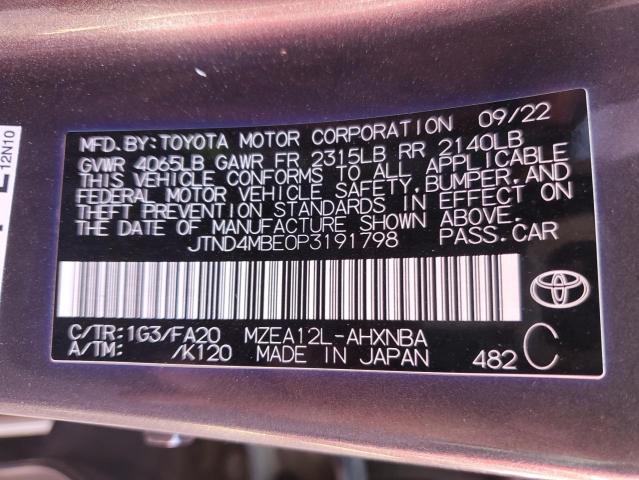 MFD.BY:TOYOTA MOTOR CORPORATION 09/22
GVWR 4065LB GAWR FR 2315LB RR 2140LB
THIS VEHICLE CONFORMS TO ALL APPLICABLE
FEDERAL MOTOR VEHICLE SAFETY,BUMPER,AND
THEFT PREVENTION STANDARDS IN EFFECT ON
THE DATE OF MANUFACTURE SHOWN ABOVE.
JTND4MBE0P3191798 PASS.CAR
C/TR:1G3/FA20 MZEA12L-AHXNBA
A/TM: /K120 MADE IN JAPAN 482 C
12N10